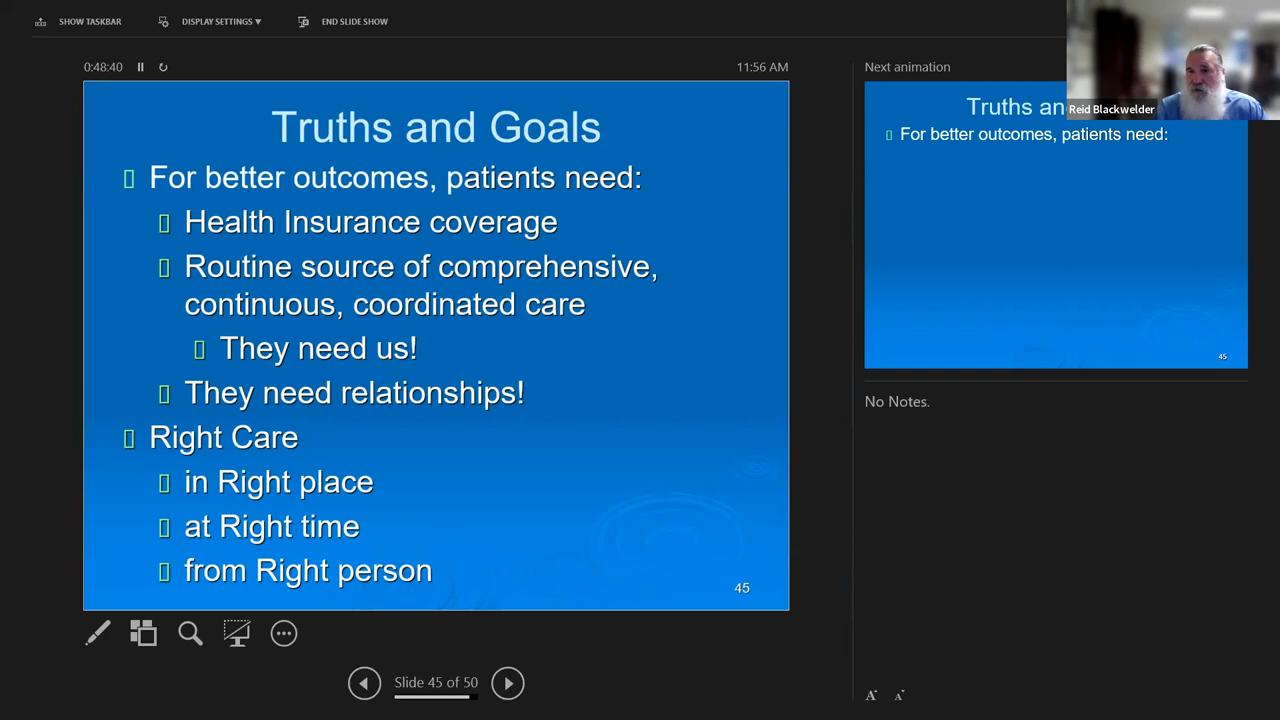 SHOW TASKBAR
DISPLAY SETTINGS ▼
END SLIDE SHOW
0:48:40
11:56 AM
Truths and Goals
For better outcomes, patients need:
Health Insurance coverage
Routine source of comprehensive,
continuous, coordinated care
They need us!
They need relationships!
Right Care
in Right place
at Right time
from Right person
45
Slide 45 of 50
Next animation
Reid Blackwelder
Truths an
For better outcomes, patients need:
45
No Notes.
A
A